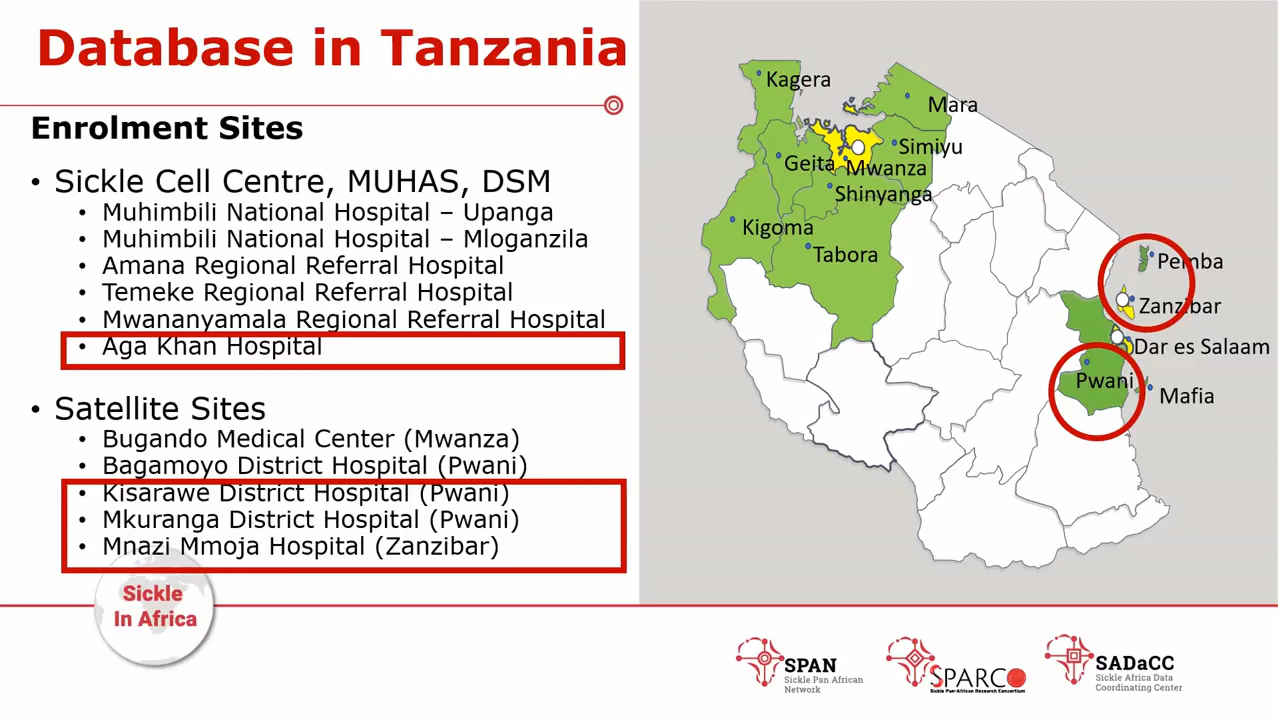 Database in Tanzania
Enrolment Sites
• Sickle Cell Centre, MUHAS, DSM
• Muhimbili National Hospital – Upanga
• Muhimbili National Hospital – Mloganzila
• Amana Regional Referral Hospital
• Temeke Regional Referral Hospital
• Mwananyamala Regional Referral Hospital
• Aga Khan Hospital
• Satellite Sites
• Bugando Medical Center (Mwanza)
• Bagamoyo District Hospital (Pwani)
• Kisarawe District Hospital (Pwani)
• Mkuranga District Hospital (Pwani)
• Mnazi Mmoja Hospital (Zanzibar)
Kagera
Mara
Simiyu
Geita
Mwanza
Shinyanga
Kigoma
Tabora
Pemba
Zanzibar
Dar es Salaam
Pwani
Mafia
Sickle
In Africa
SPAN
Sickle Pan African
Network
SPARCO
Sickle Pan-African Research Consortium
SADaCC
Sickle Africa Data
Coordinating Center